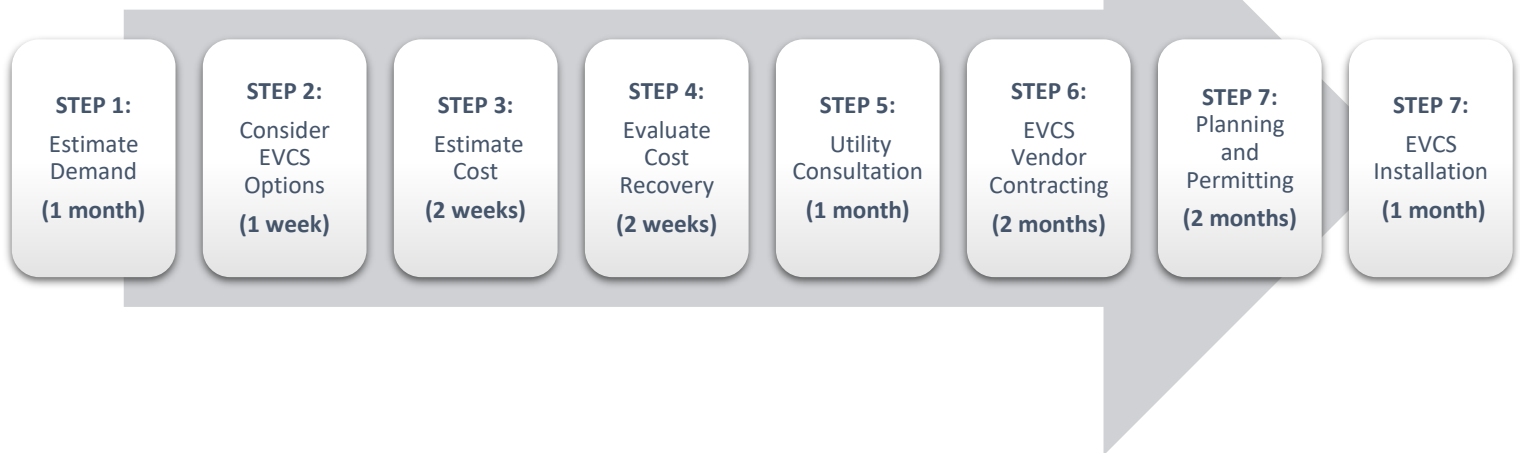 STEP 1:
Estimate
Demand
(1 month)
STEP 2:
Consider
EVCS
Options
(1 week)
STEP 3:
Estimate
Cost
(2 weeks)
STEP 4:
Evaluate
Cost
Recovery
(2 weeks)
STEP 5:
Utility
Consultation
(1 month)
STEP 6:
EVCS
Vendor
Contracting
(2 months)
STEP 7:
Planning
and
Permitting
(2 months)
STEP 7:
EVCS
Installation
(1 month)